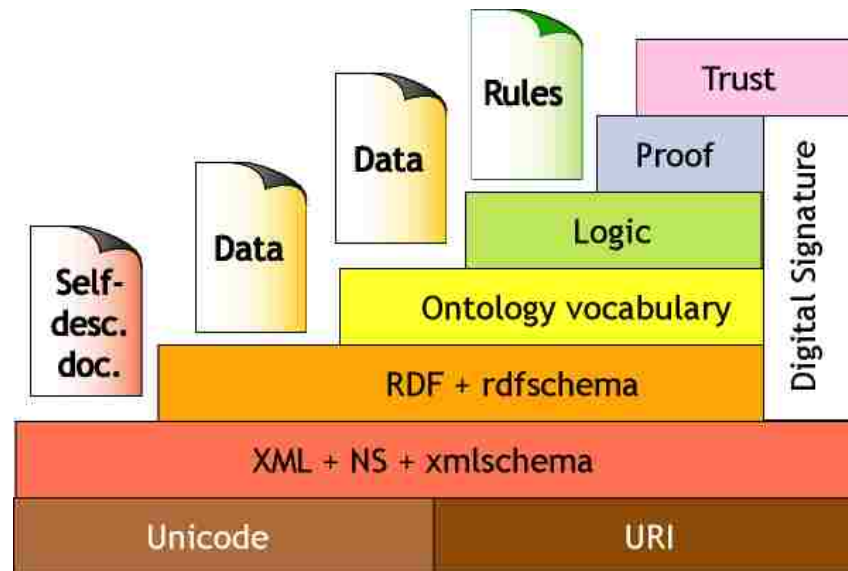 Rules
Trust
Data
Proof
Data
Logic
Self-
desc.
doc.
Ontology vocabulary
Digital Signature
RDF + rdfschema
XML + NS + xmlschema
Unicode
URI